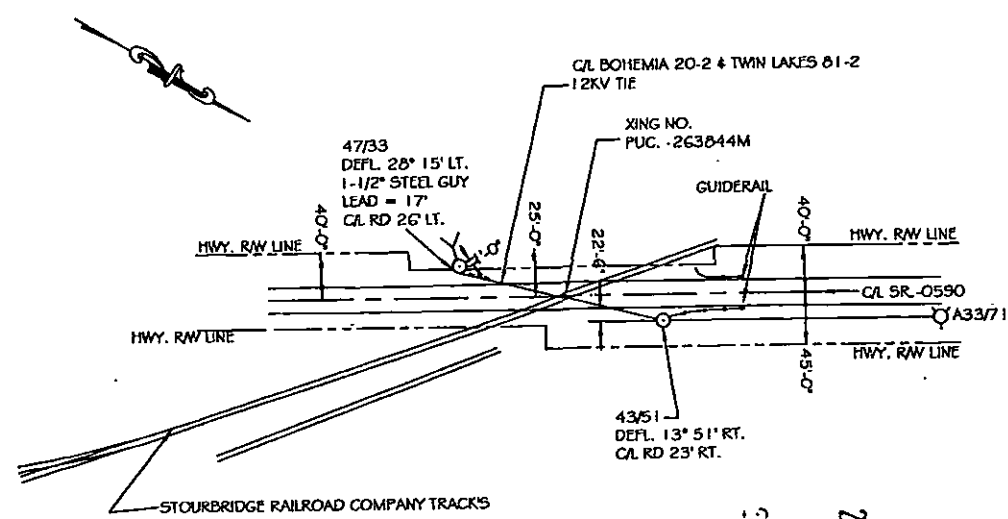 C/L BOHEMIA 20-2 & TWIN LAKES 81-2
12KV TIE
XING NO.
PUC. -263844M
47/33
DEFL. 28° 15' LT.
1-1/2" STEEL GUY
LEAD = 17'
C/L RD 26' LT.
GUIDERAIL
40'-0"
25'-0"
22'-6"
40'-0"
HWY. R/W LINE
HWY. R/W LINE
C/L SR.-0590
A33/71
HWY. R/W LINE
HWY. R/W LINE
45'-0"
43/51
DEFL. 13° 51' RT.
C/L RD 23' RT.
STOURBRIDGE RAILROAD COMPANY TRACKS